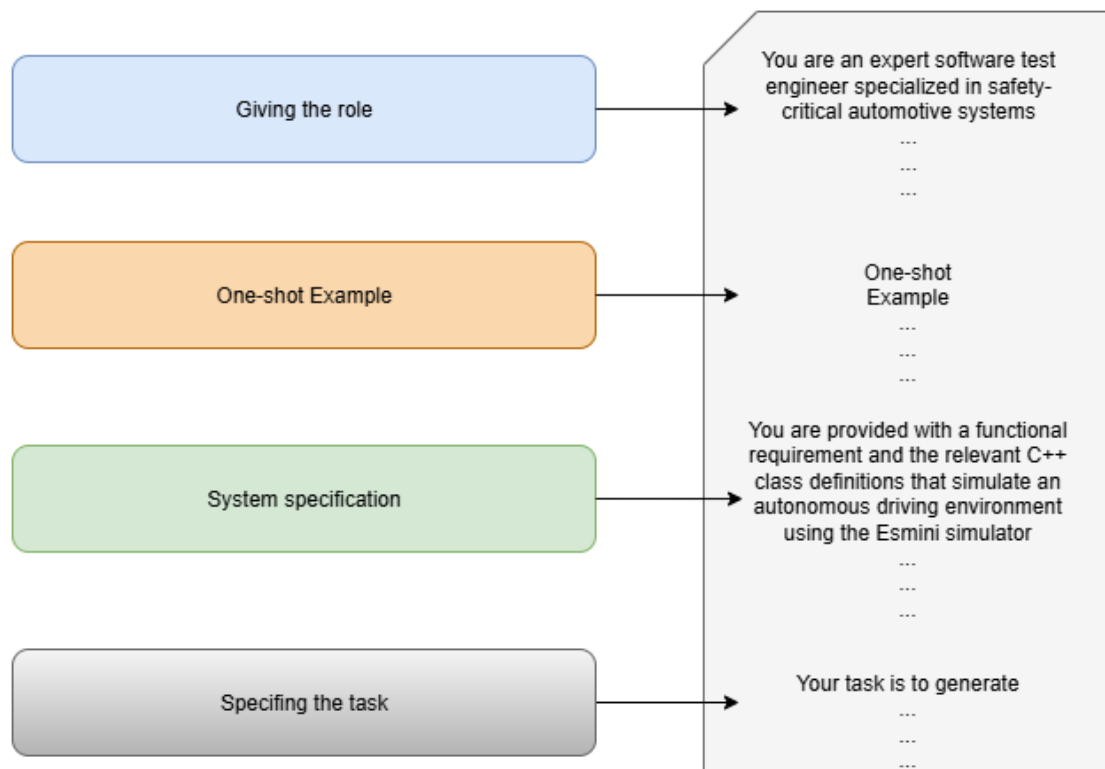 Giving the role
You are an expert software test
engineer specialized in safety-
critical automotive systems
...
...
...
One-shot Example
One-shot
Example
...
...
...
System specification
You are provided with a functional
requirement and the relevant C++
class definitions that simulate an
autonomous driving environment
using the Esmini simulator
...
...
...
Specifing the task
Your task is to generate
...
...
...